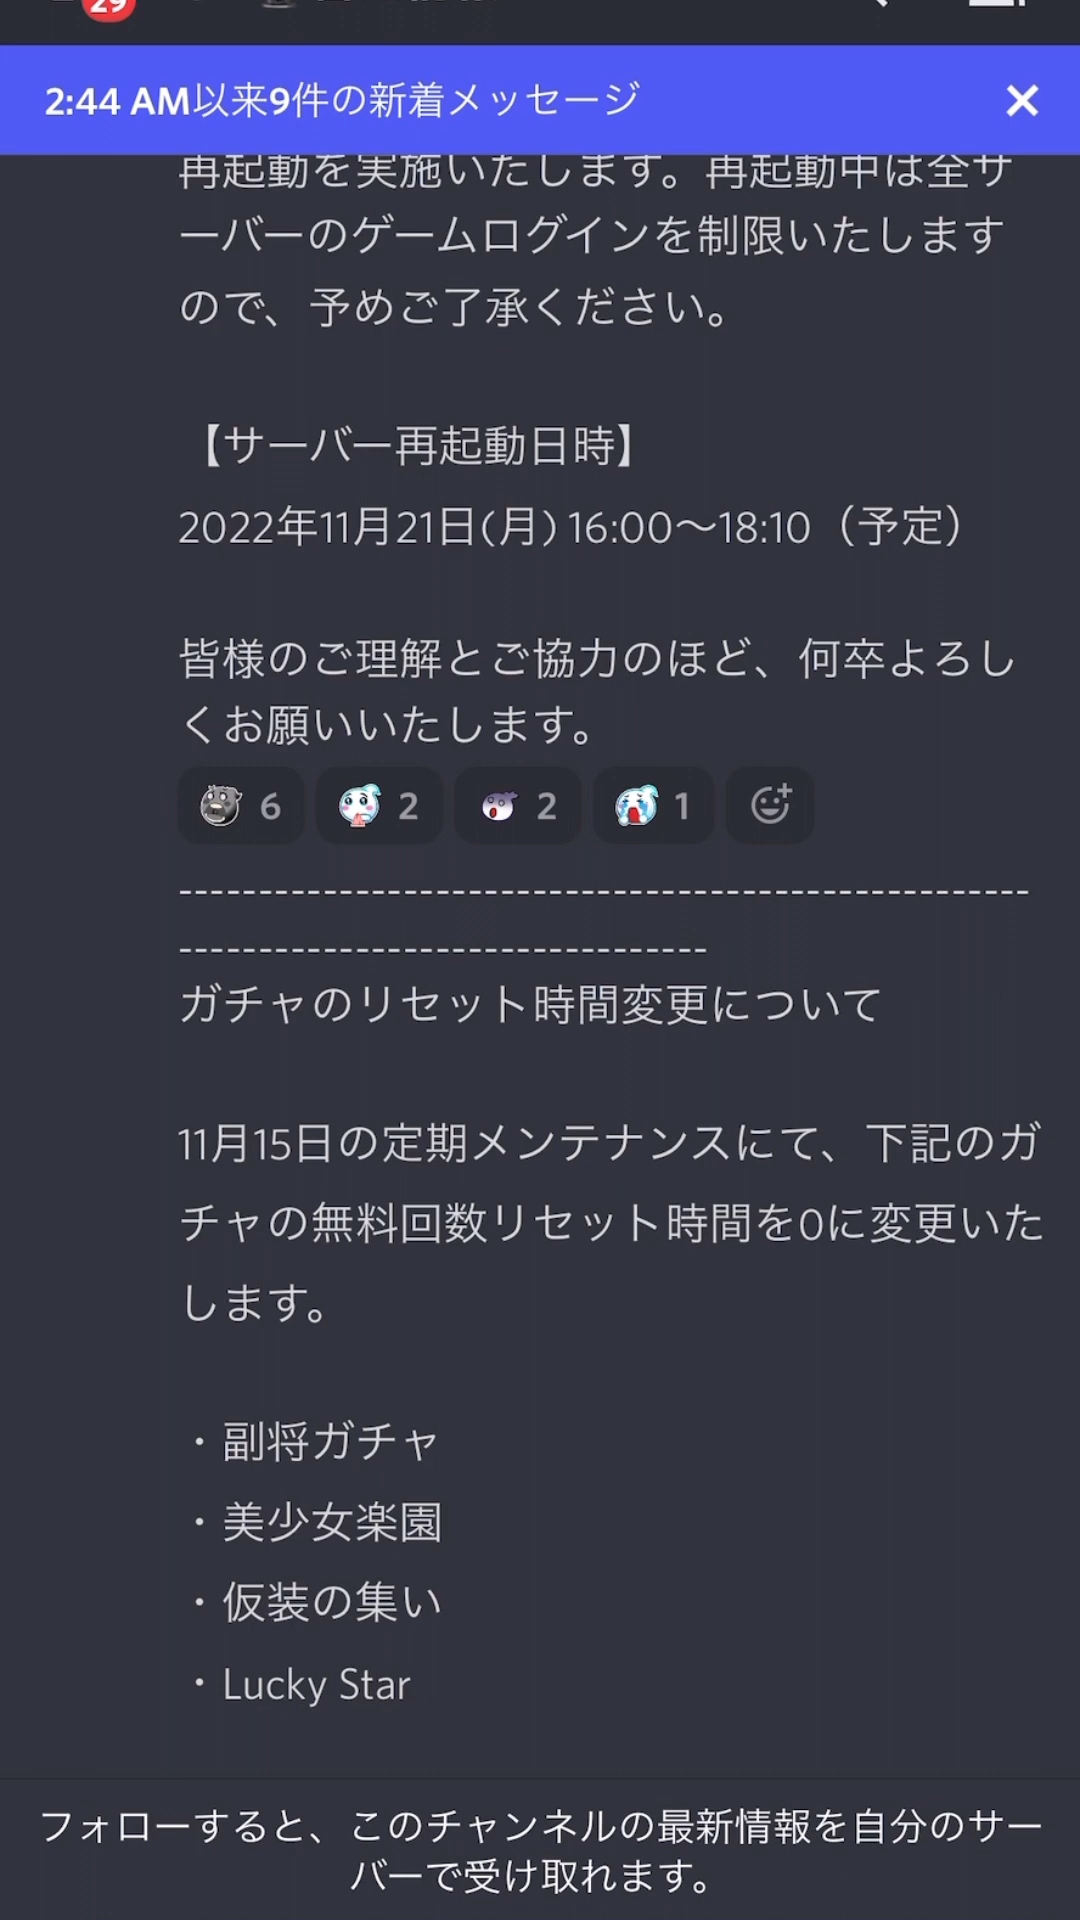 29
2:44 AM以来9件の新着メッセージ
再起動を実施いたします。再起動中は全サ
ーバーのゲームログインを制限いたします
ので、予めご了承ください。
【サーバー再起動日時】
2022年11月21日(月) 16:00～18:10（予定）
皆様のご理解とご協力のほど、何卒よろし
くお願いいたします。
6 2 2 1
-----------------------------------------------------
---------------------------------
ガチャのリセット時間変更について
11月15日の定期メンテナンスにて、下記のガ
チャの無料回数リセット時間を0に変更いた
します。
・副将ガチャ
・美少女楽園
・仮装の集い
・Lucky Star
フォローすると、このチャンネルの最新情報を自分のサー
バーで受け取れます。